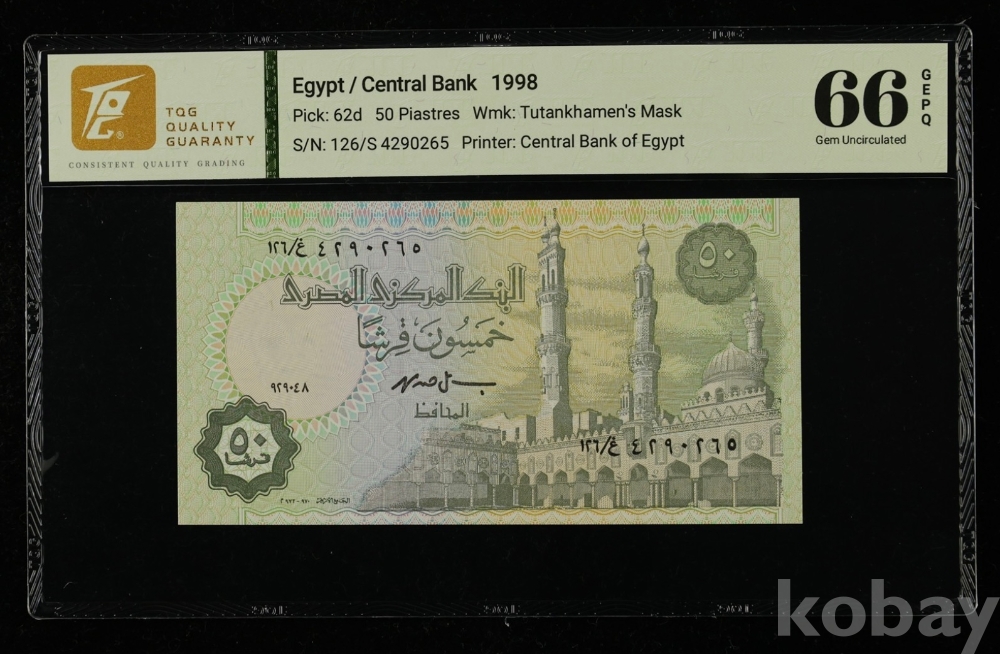 TQG
QUALITY
GUARANTY
CONSISTENT QUALITY GRADING
Egypt / Central Bank 1998
Pick: 62d 50 Piastres Wmk: Tutankhamen's Mask
S/N: 126/S 4290265 Printer: Central Bank of Egypt
66
GEPQ
Gem Uncirculated
١٢٦/غ ٤٢٩٠٢٦٥
٥٠
قرشا
البنك المركزى المصرى
خمسون قرشا
٩٢٩٠٤٨
المحافظ
١٢٦/غ ٤٢٩٠٢٦٥
٥٠
قرشا
kobay